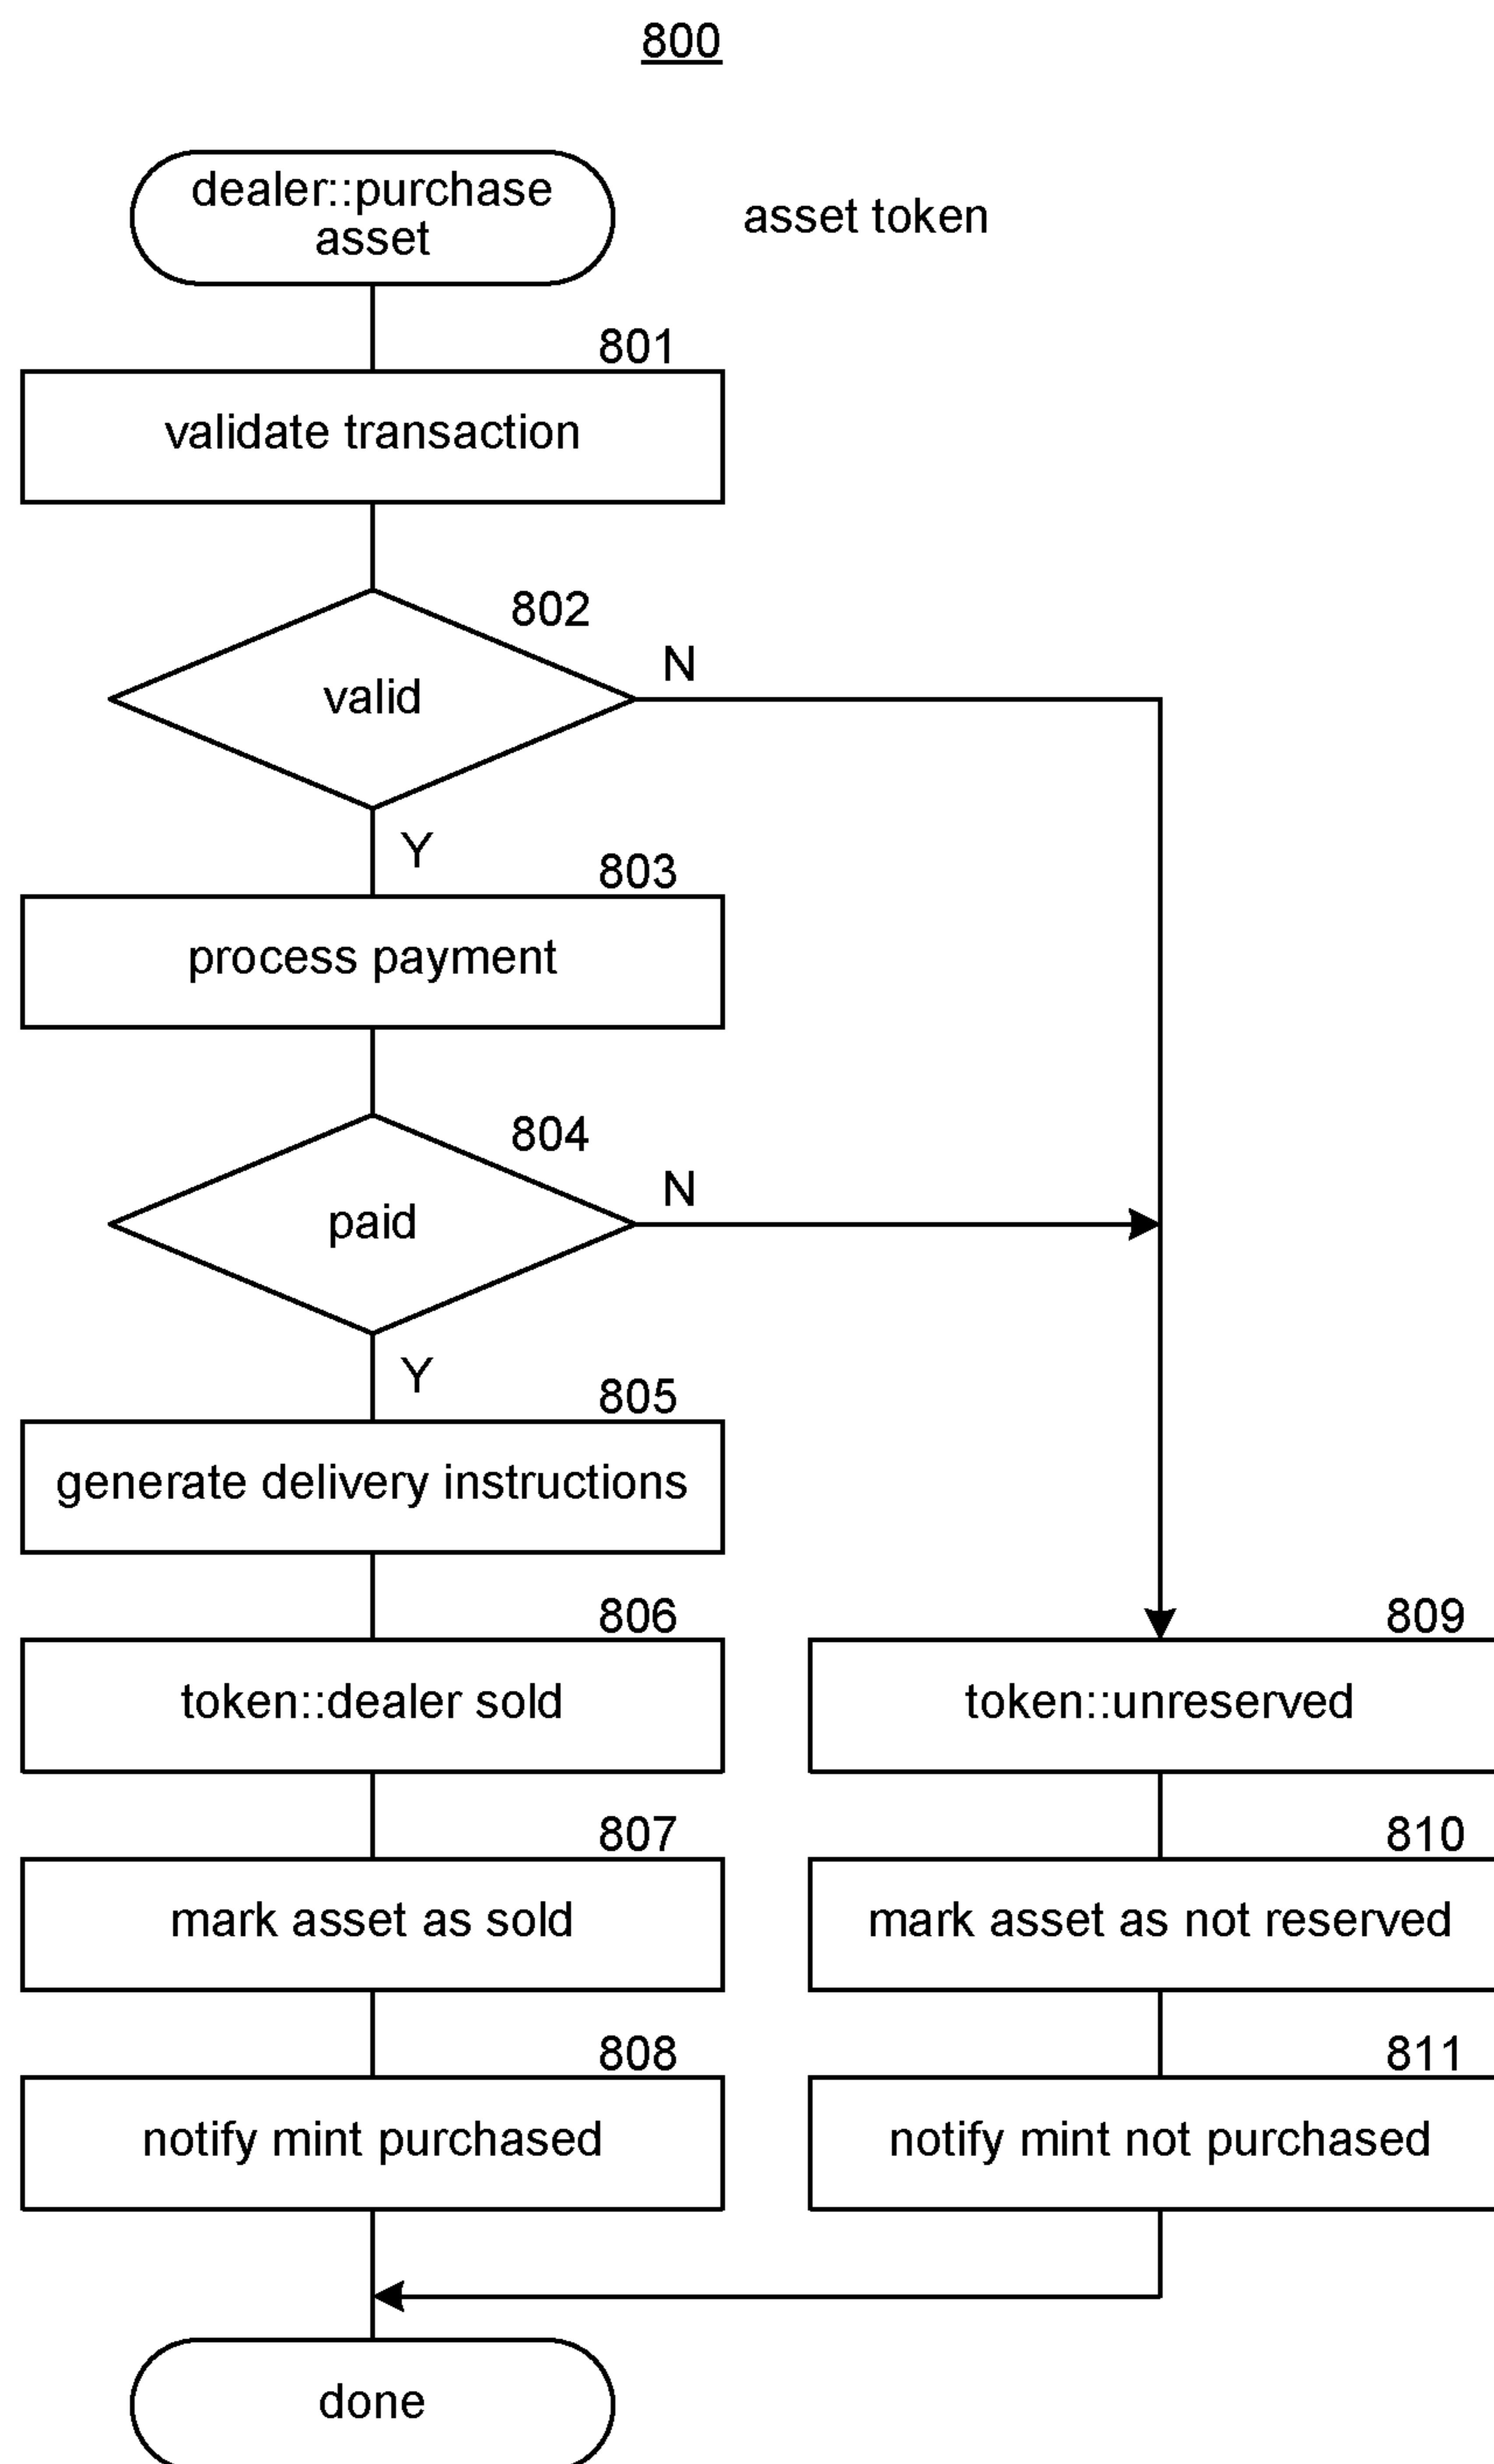 800
dealer::purchase
asset
asset token
801
validate transaction
802
valid
N
Y
803
process payment
804
paid
N
Y
805
generate delivery instructions
806
token::dealer sold
809
token::unreserved
807
mark asset as sold
810
mark asset as not reserved
808
notify mint purchased
811
notify mint not purchased
done